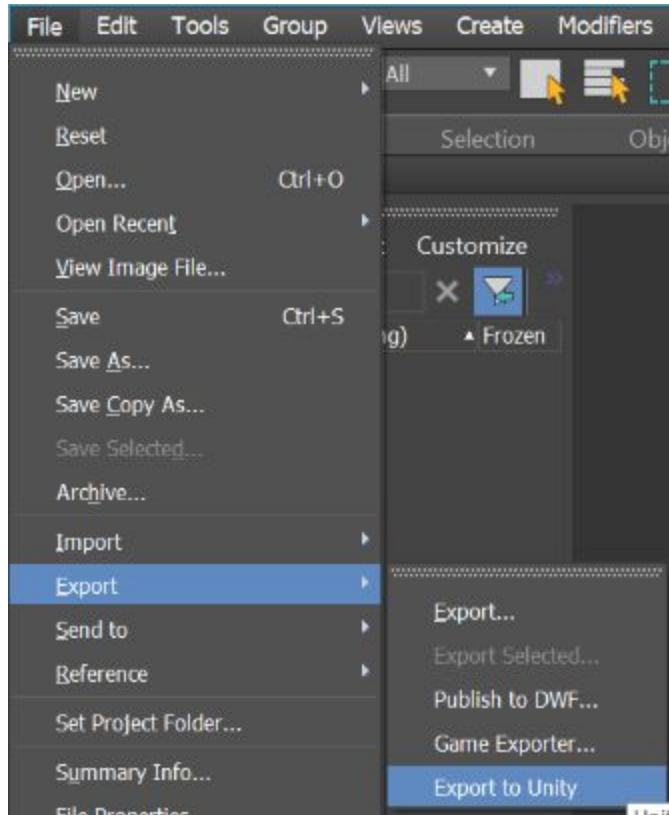 File Edit Tools Group Views Create Modifiers
All
Selection
New
Reset
Open... Ctrl+O
Open Recent
Customize
View Image File...
Save Ctrl+S
Frozen
Save As...
Save Copy As...
Save Selected...
Archive...
Import
Export
Export...
Send to
Export Selected...
Reference
Publish to DWF...
Set Project Folder...
Game Exporter...
Summary Info...
Export to Unity